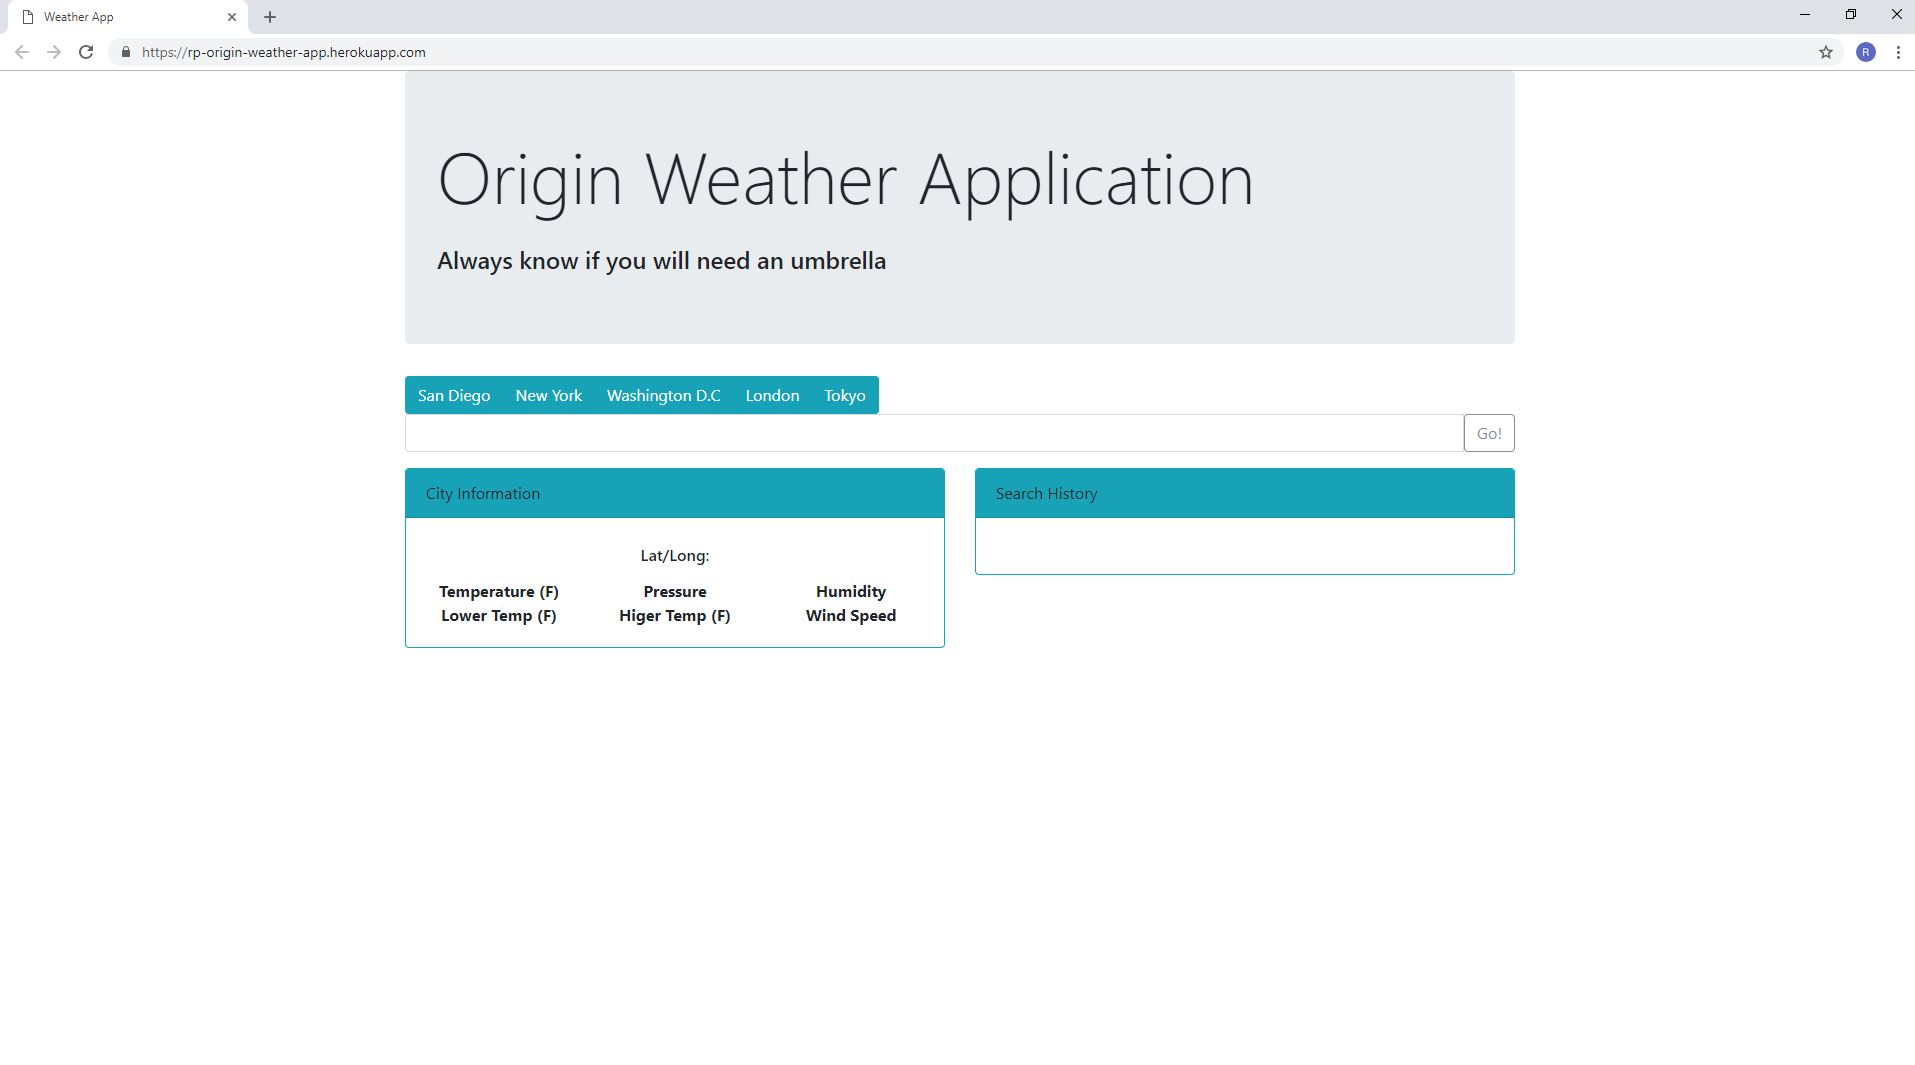 Weather App
https://rp-origin-weather-app.herokuapp.com
R
Origin Weather Application
Always know if you will need an umbrella
San Diego New York Washington D.C London Tokyo
Go!
City Information
Lat/Long:
Temperature (F) Pressure Humidity
Lower Temp (F) Higer Temp (F) Wind Speed
Search History